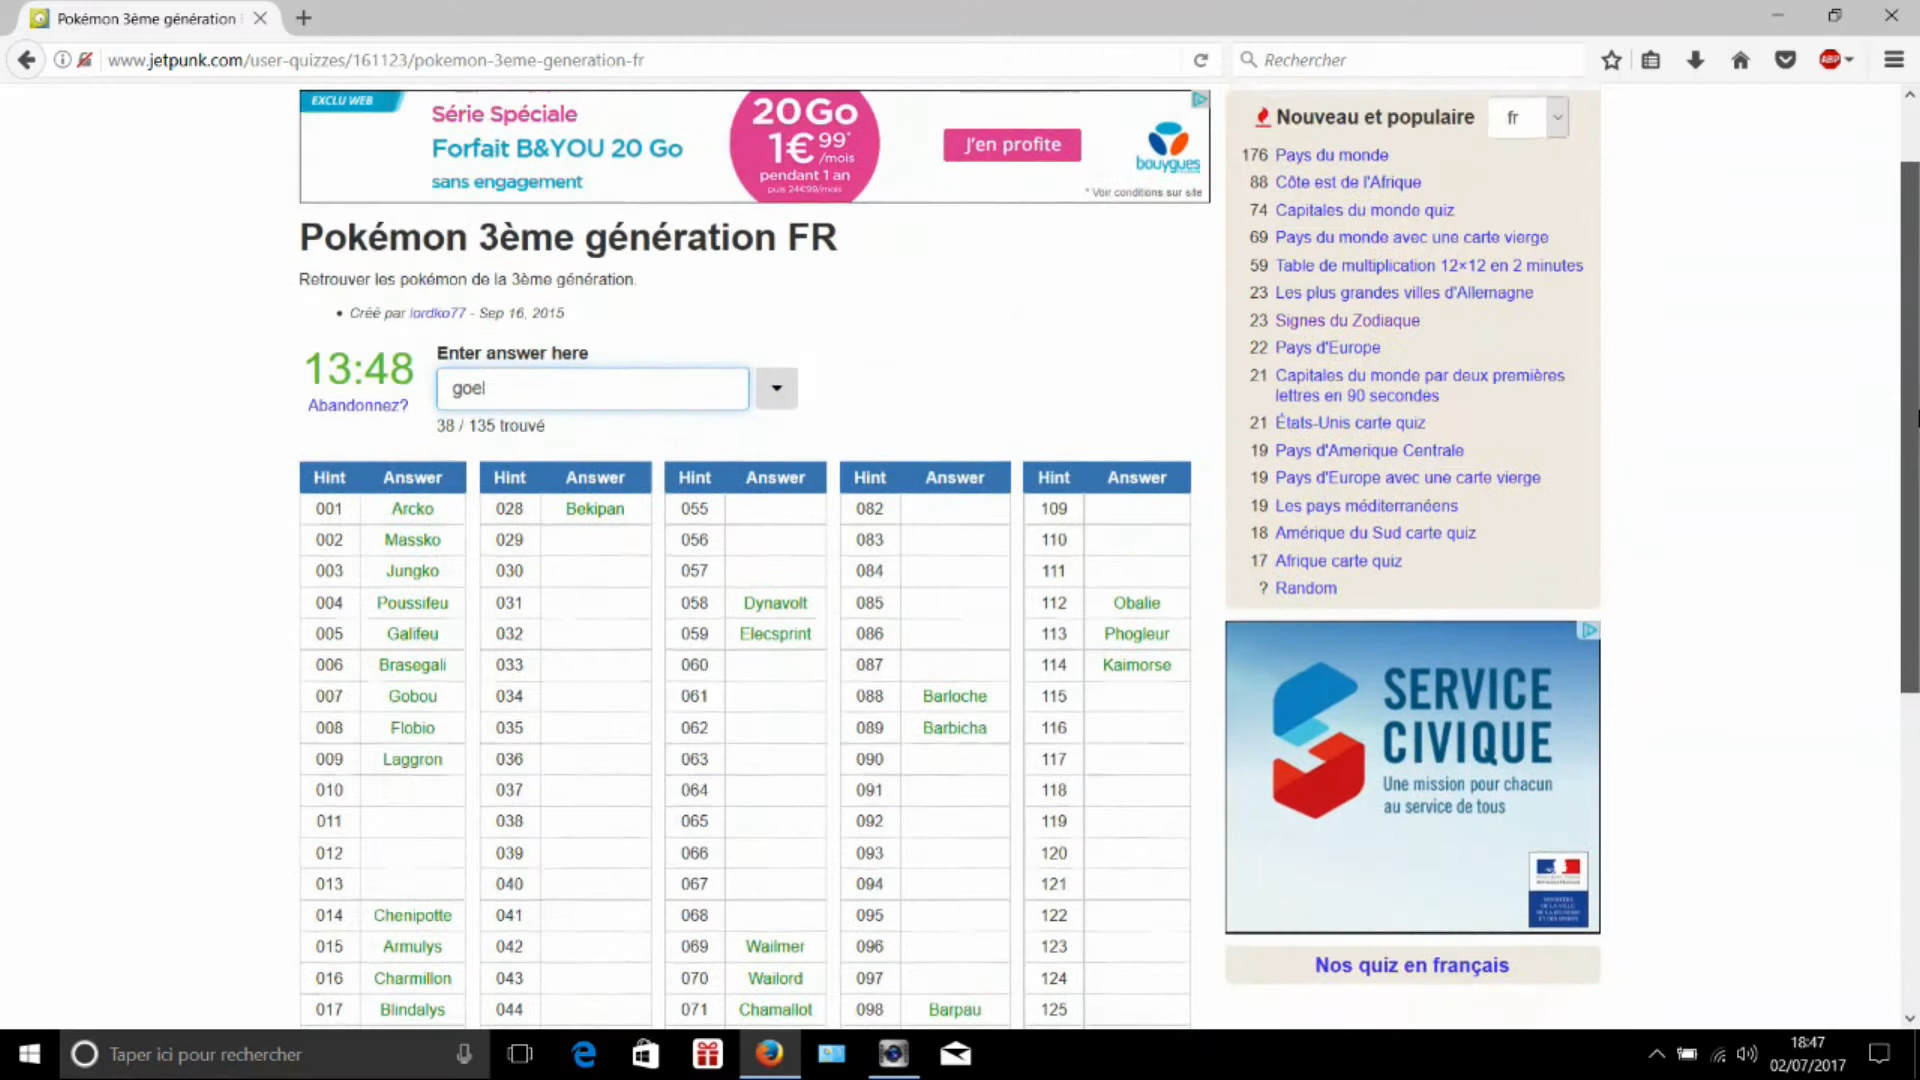 Pokémon 3ème génération
www.jetpunk.com/user-quizzes/161123/pokemon-3eme-generation-fr
Rechercher
ABP
EXCLU WEB
Série Spéciale
Forfait B&YOU 20 Go
sans engagement
20Go
1€99*
/mois
pendant 1 an
puis 24€99/mois
J'en profite
bouygues
* Voir conditions sur site
Pokémon 3ème génération FR
Retrouver les pokémon de la 3ème génération.
• Créé par lordko77 - Sep 16, 2015
13:48
Abandonnez?
Enter answer here
goel
38 / 135 trouvé
Hint Answer Hint Answer Hint Answer Hint Answer Hint Answer
001 Arcko 028 Bekipan 055 082 109
002 Massko 029 056 083 110
003 Jungko 030 057 084 111
004 Poussifeu 031 058 Dynavolt 085 112 Obalie
005 Galifeu 032 059 Elecsprint 086 113 Phogleur
006 Brasegali 033 060 087 114 Kaimorse
007 Gobou 034 061 088 Barloche 115
008 Flobio 035 062 089 Barbicha 116
009 Laggron 036 063 090 117
010 037 064 091 118
011 038 065 092 119
012 039 066 093 120
013 040 067 094 121
014 Chenipotte 041 068 095 122
015 Armulys 042 069 Wailmer 096 123
016 Charmillon 043 070 Wailord 097 124
017 Blindalys 044 071 Chamallot 098 Barpau 125
Nouveau et populaire fr
176 Pays du monde
88 Côte est de l'Afrique
74 Capitales du monde quiz
69 Pays du monde avec une carte vierge
59 Table de multiplication 12×12 en 2 minutes
23 Les plus grandes villes d'Allemagne
23 Signes du Zodiaque
22 Pays d'Europe
21 Capitales du monde par deux premières
lettres en 90 secondes
21 États-Unis carte quiz
19 Pays d'Amerique Centrale
19 Pays d'Europe avec une carte vierge
19 Les pays méditerranéens
18 Amérique du Sud carte quiz
17 Afrique carte quiz
? Random
SERVICE
CIVIQUE
Une mission pour chacun
au service de tous
Nos quiz en français
Taper ici pour rechercher
18:47
02/07/2017